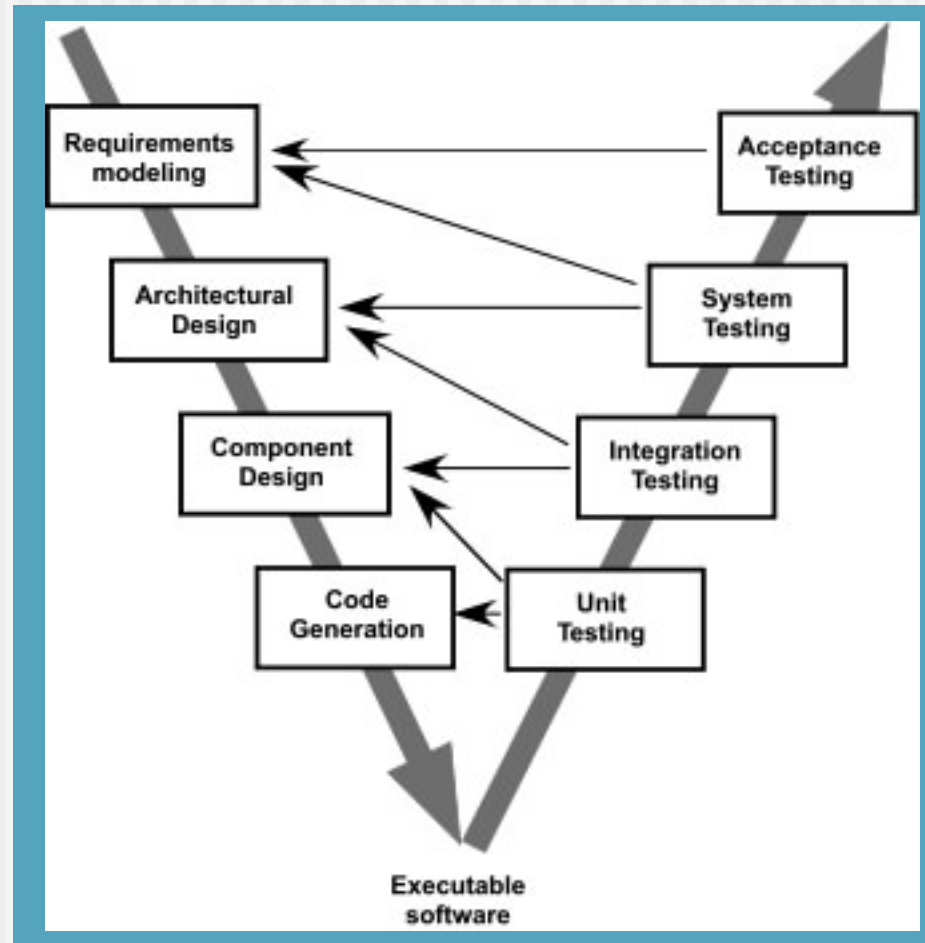 Requirements
modeling
Acceptance
Testing
Architectural
Design
System
Testing
Component
Design
Integration
Testing
Code
Generation
Unit
Testing
Executable
software